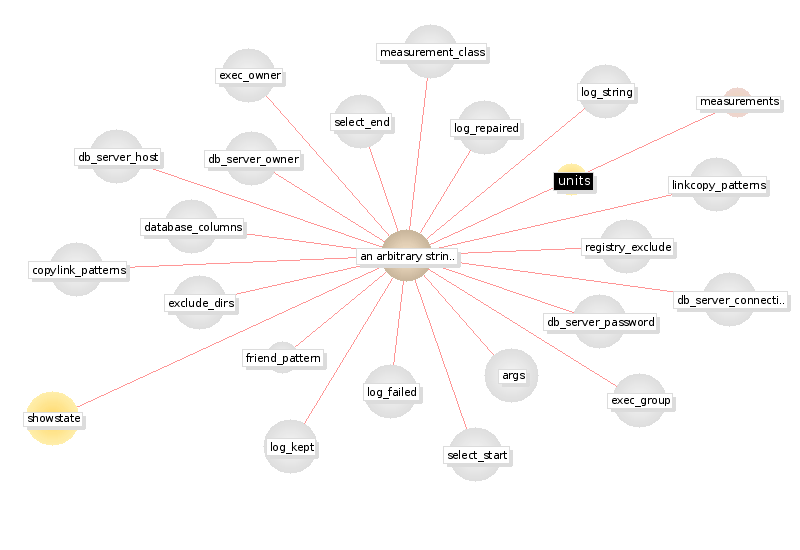 measurement_class
exec_owner
log_string
measurements
select_end
log_repaired
db_server_host
db_server_owner
units
linkcopy_patterns
database_columns
registry_exclude
an arbitrary strin..
copylink_patterns
exclude_dirs
db_server_connecti..
db_server_password
friend_pattern
args
log_failed
exec_group
showstate
log_kept
select_start